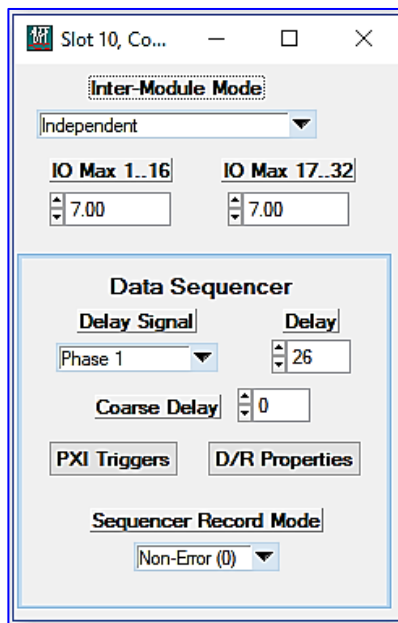 Slot 10, Co...
Inter-Module Mode
Independent
IO Max 1..16 IO Max 17..32
7.00 7.00
Data Sequencer
Delay Signal Delay
Phase 1 26
Coarse Delay 0
PXI Triggers D/R Properties
Sequencer Record Mode
Non-Error (0)